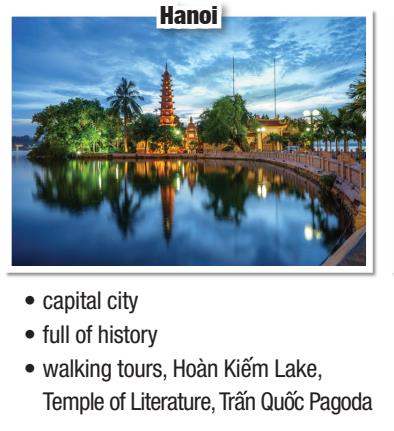 Hanoi
• capital city
• full of history
• walking tours, Hoàn Kiếm Lake,
Temple of Literature, Trấn Quốc Pagoda